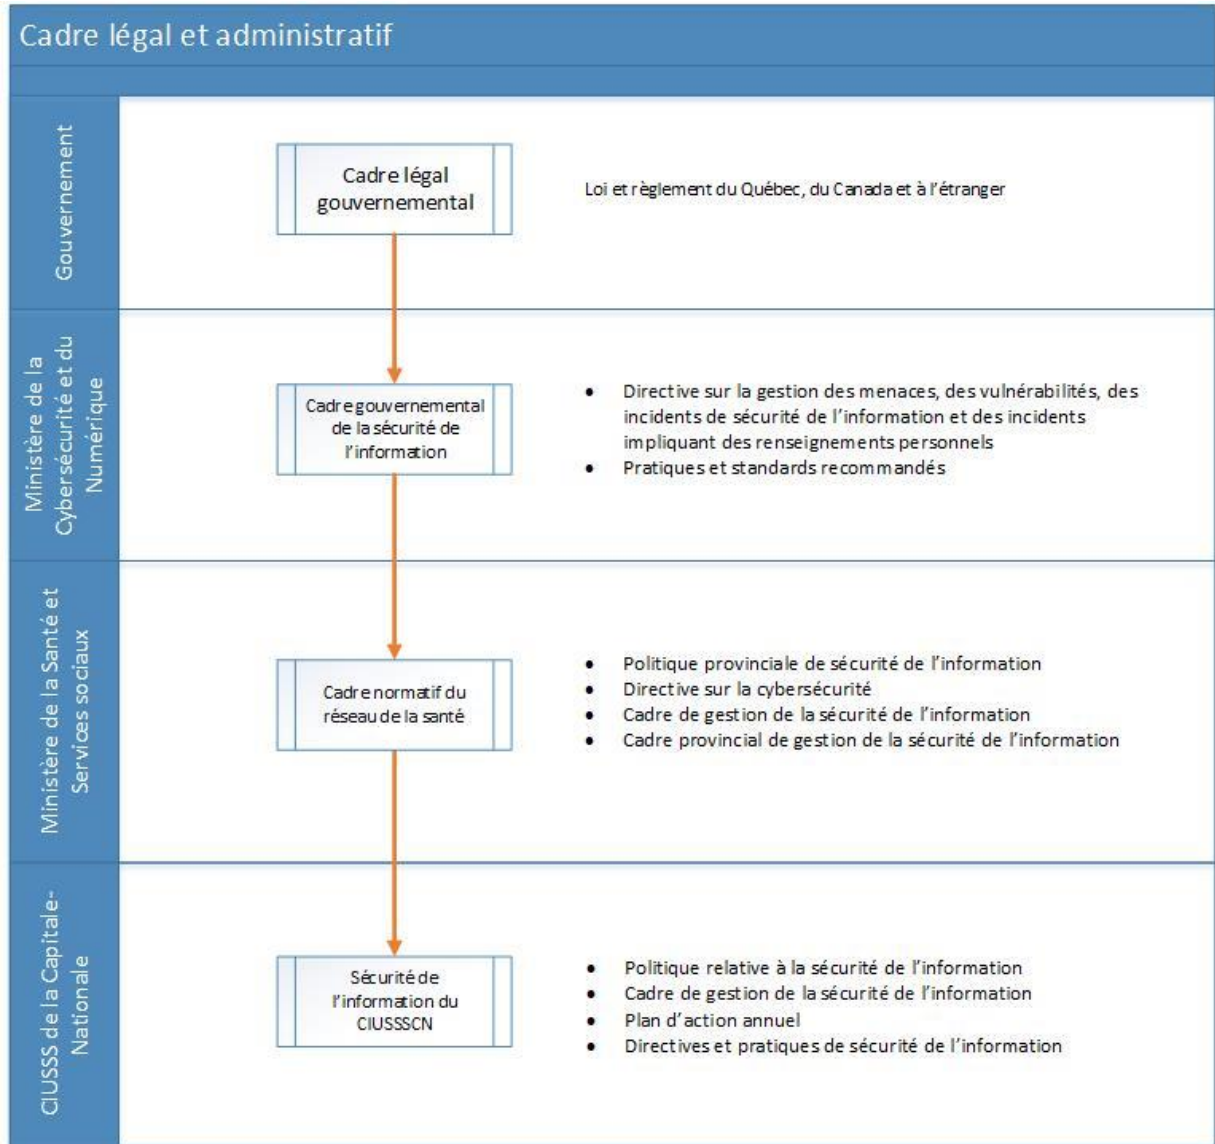 Cadre légal et administratif
Gouvernement
Cadre légal
gouvernemental
Loi et règlement du Québec, du Canada et à l'étranger
Ministère de la
Cybersécurité et du
Numérique
Cadre gouvernemental
de la sécurité de
l'information
• Directive sur la gestion des menaces, des vulnérabilités, des
incidents de sécurité de l'information et des incidents
impliquant des renseignements personnels
• Pratiques et standards recommandés
Ministère de la Santé et
Services sociaux
Cadre normatif du
réseau de la santé
• Politique provinciale de sécurité de l'information
• Directive sur la cybersécurité
• Cadre de gestion de la sécurité de l'information
• Cadre provincial de gestion de la sécurité de l'information
CIUSSS de la Capitale-
Nationale
Sécurité de
l'information du
CIUSSSCN
• Politique relative à la sécurité de l'information
• Cadre de gestion de la sécurité de l'information
• Plan d'action annuel
• Directives et pratiques de sécurité de l'information